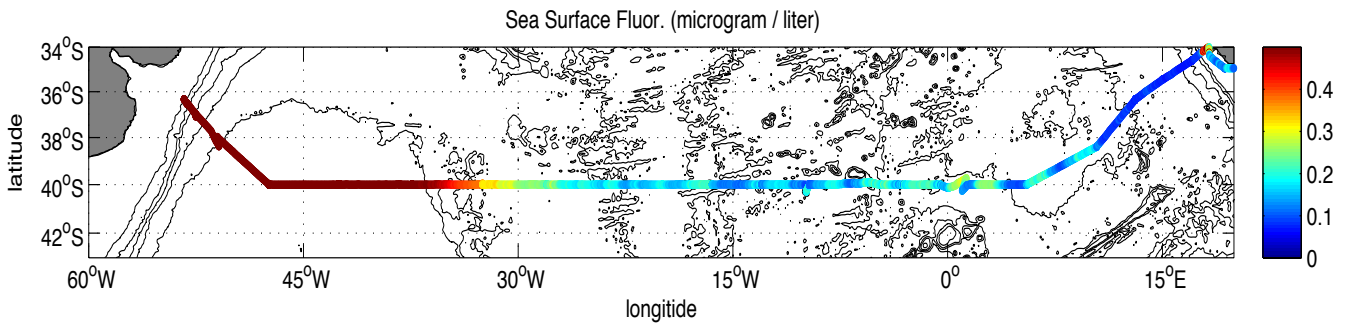 Sea Surface Fluor. (microgram / liter)
34°S
36°S
38°S
40°S
42°S
latitude
60°W 45°W 30°W 15°W 0° 15°E
longitide
0.4
0.3
0.2
0.1
0